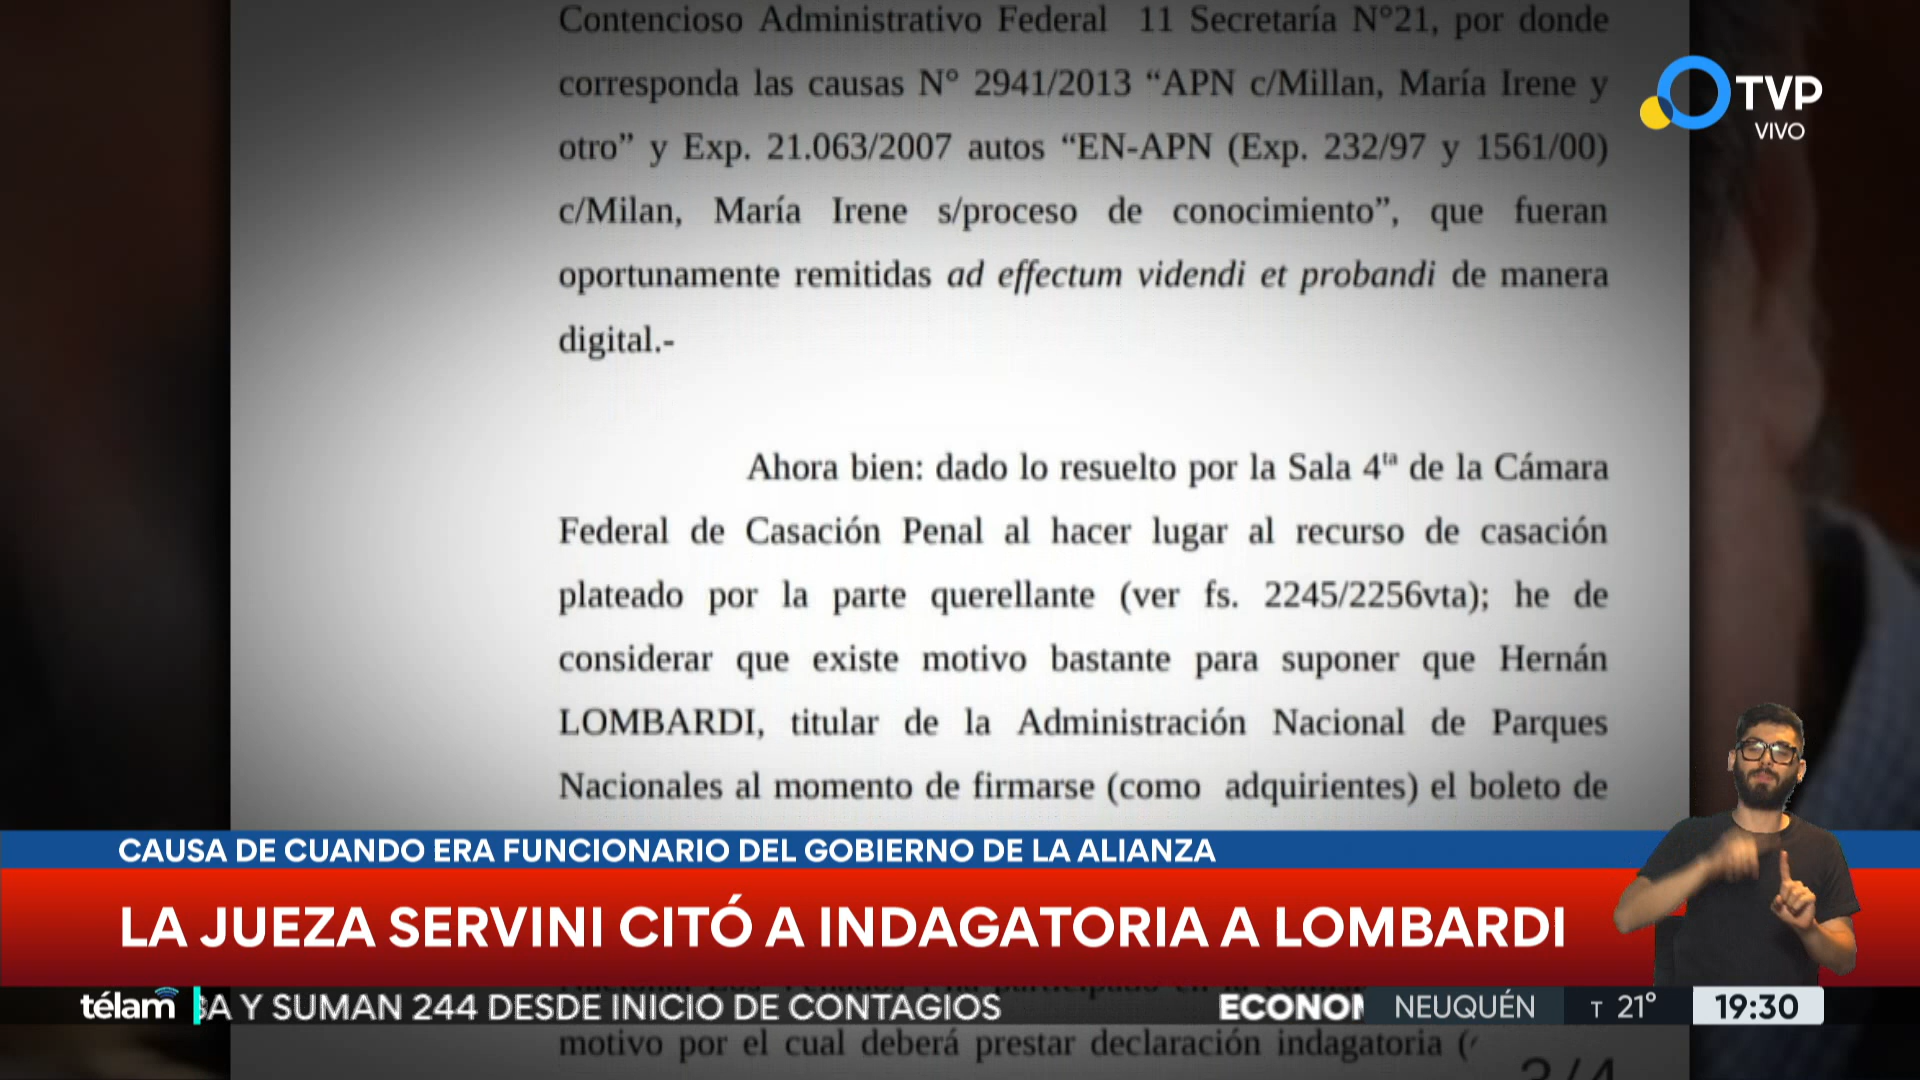 Contencioso Administrativo Federal 11 Secretaría N°21, por donde
corresponda las causas N° 2941/2013 “APN c/Millan, María Irene y
otro” y Exp. 21.063/2007 autos “EN-APN (Exp. 232/97 y 1561/00)
c/Milan, María Irene s/proceso de conocimiento”, que fueran
oportunamente remitidas ad effectum videndi et probandi de manera
digital.-
Ahora bien: dado lo resuelto por la Sala 4ta de la Cámara
Federal de Casación Penal al hacer lugar al recurso de casación
plateado por la parte querellante (ver fs. 2245/2256vta); he de
considerar que existe motivo bastante para suponer que Hernán
LOMBARDI, titular de la Administración Nacional de Parques
Nacionales al momento de firmarse (como adquirientes) el boleto de
TVP
VIVO
CAUSA DE CUANDO ERA FUNCIONARIO DEL GOBIERNO DE LA ALIANZA
LA JUEZA SERVINI CITÓ A INDAGATORIA A LOMBARDI
télam
Y SUMAN 244 DESDE INICIO DE CONTAGIOS
NEUQUÉN T 21° 19:30
motivo por el cual deberá prestar declaración indagatoria
3/4